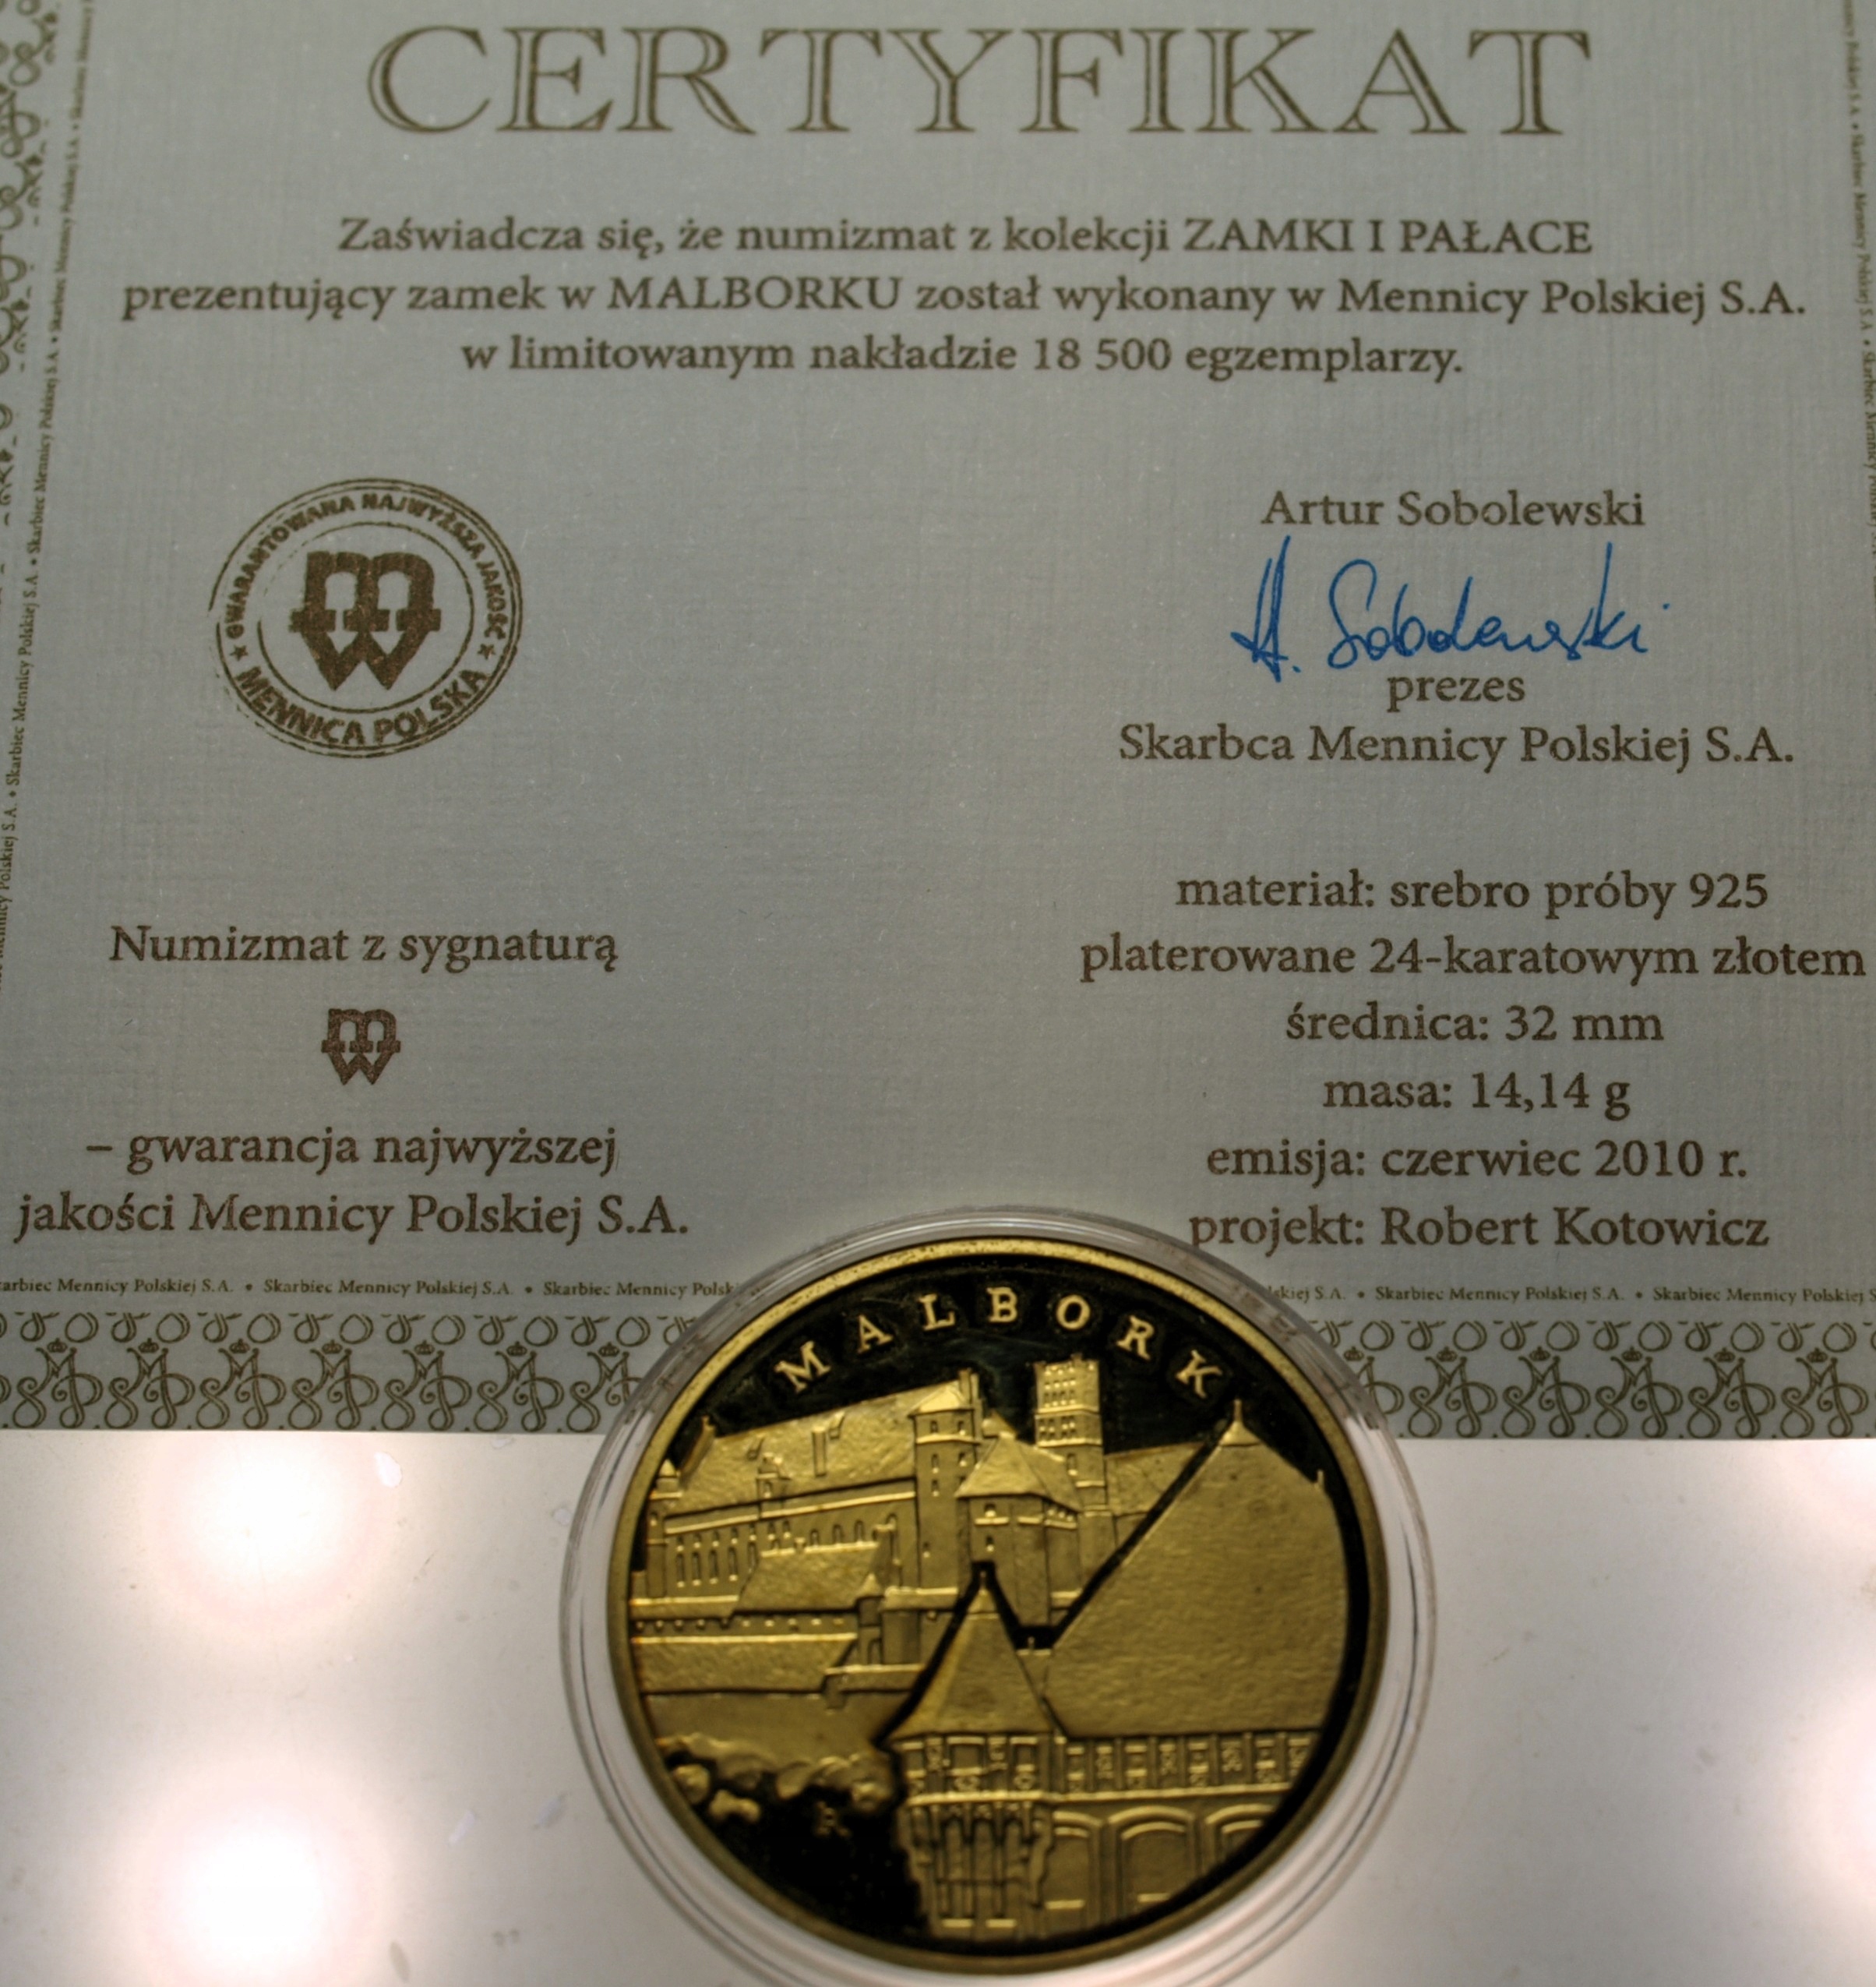 CERTYFIKAT
Zaświadcza się, że numizmat z kolekcji ZAMKI I PAŁACE
prezentujący zamek w MALBORKU został wykonany w Mennicy Polskiej S.A.
w limitowanym nakładzie 18 500 egzemplarzy.
GWARANTOWANA NAJWYŻSZA JAKOŚĆ
MENNICA POLSKA
Artur Sobolewski
A. Sobolewski
prezes
Skarbca Mennicy Polskiej S.A.
Numizmat z sygnaturą
– gwarancja najwyższej
jakości Mennicy Polskiej S.A.
materiał: srebro próby 925
platerowane 24-karatowym złotem
średnica: 32 mm
masa: 14,14 g
emisja: czerwiec 2010 r.
projekt: Robert Kotowicz
Skarbiec Mennicy Polskiej S.A. • Skarbiec Mennicy Polskiej S.A. • Skarbiec Mennicy Polskiej S.A.
MALBORK